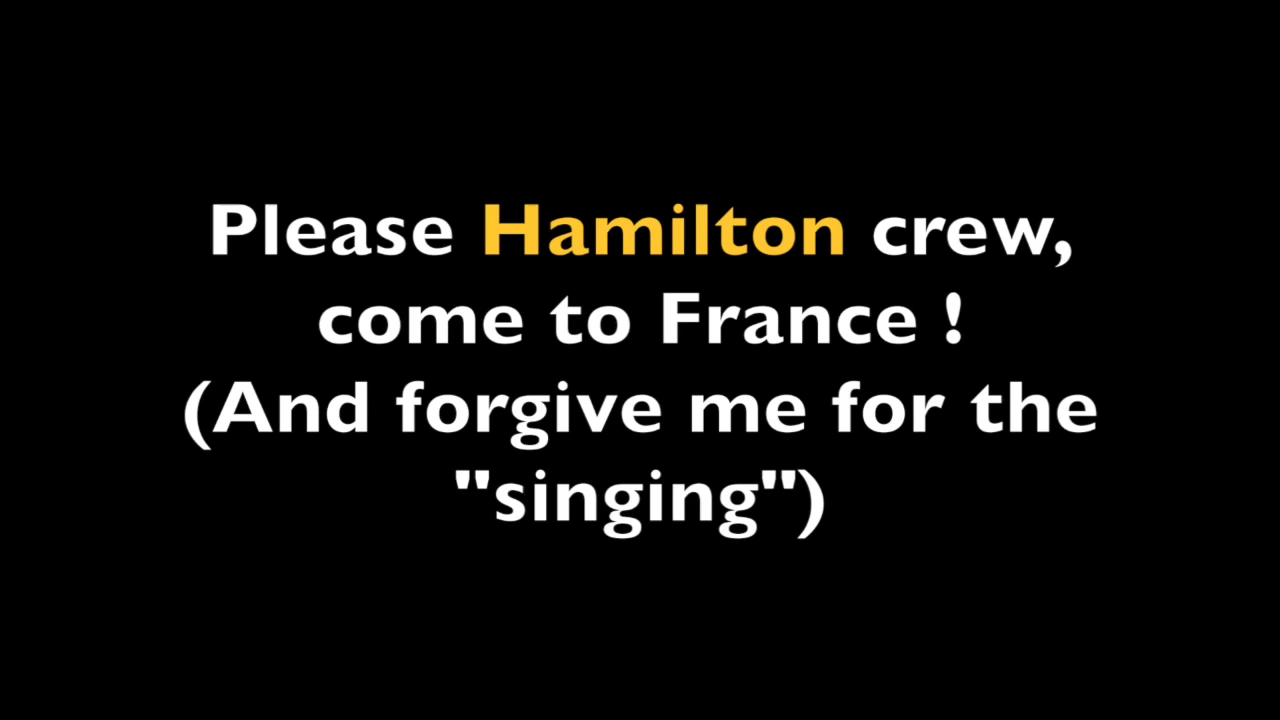 Please Hamilton crew,
come to France !
(And forgive me for the
"singing")